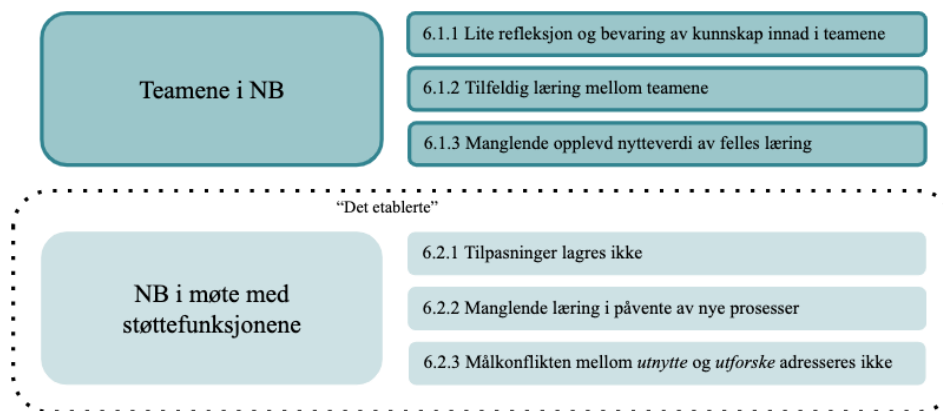 Teamene i NB
6.1.1 Lite refleksjon og bevaring av kunnskap innad i teamene
6.1.2 Tilfeldig læring mellom teamene
6.1.3 Manglende opplevd nytteverdi av felles læring
“Det etablerte”
NB i møte med
støttefunksjonene
6.2.1 Tilpasninger lagres ikke
6.2.2 Manglende læring i påvente av nye prosesser
6.2.3 Målkonflikten mellom utnytte og utforske adresseres ikke